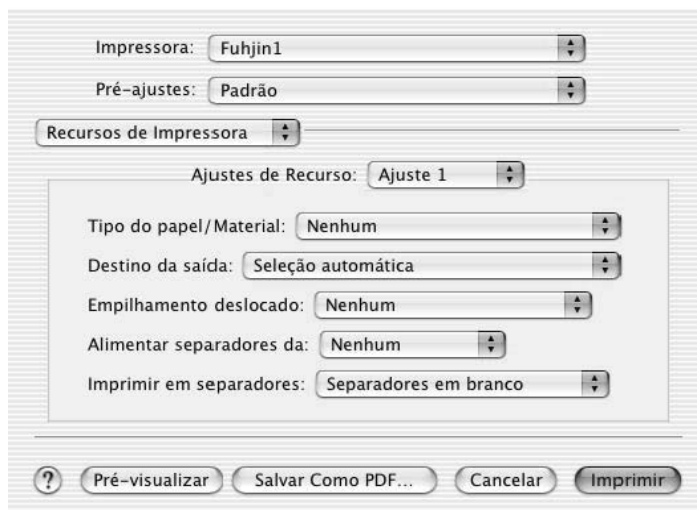 Impressora: Fuhjin1
Pré-ajustes: Padrão
Recursos de Impressora
Ajustes de Recurso: Ajuste 1
Tipo do papel/Material: Nenhum
Destino da saída: Seleção automática
Empilhamento deslocado: Nenhum
Alimentar separadores da: Nenhum
Imprimir em separadores: Separadores em branco
? Pré-visualizar Salvar Como PDF... Cancelar Imprimir